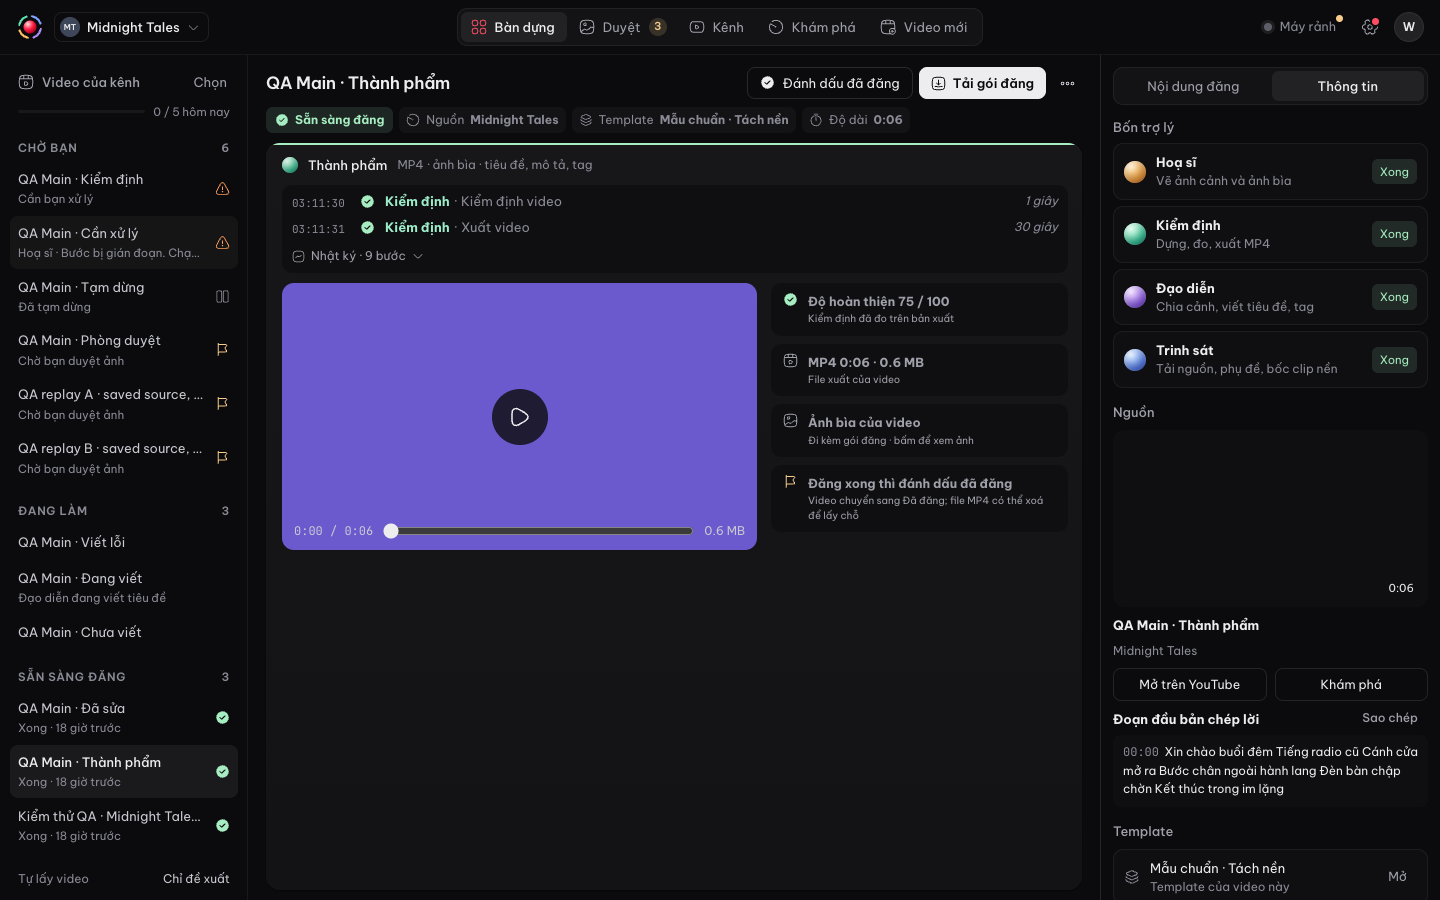 MT Midnight Tales
Bàn dựng
Duyệt 3
Kênh
Khám phá
Video mới
Máy rảnh
W
Video của kênh
Chọn
0 / 5 hôm nay
CHỜ BẠN 6
QA Main · Kiểm định
Cần bạn xử lý
QA Main · Cần xử lý
Hoạ sĩ · Bước bị gián đoạn. Chạ...
QA Main · Tạm dừng
Đã tạm dừng
QA Main · Phòng duyệt
Chờ bạn duyệt ảnh
QA replay A · saved source, ...
Chờ bạn duyệt ảnh
QA replay B · saved source, ...
Chờ bạn duyệt ảnh
ĐANG LÀM 3
QA Main · Viết lỗi
QA Main · Đang viết
Đạo diễn đang viết tiêu đề
QA Main · Chưa viết
SẴN SÀNG ĐĂNG 3
QA Main · Đã sửa
Xong · 18 giờ trước
QA Main · Thành phẩm
Xong · 18 giờ trước
Kiểm thử QA · Midnight Tale...
Xong · 18 giờ trước
Tự lấy video
Chỉ đề xuất
QA Main · Thành phẩm
Đánh dấu đã đăng
Tải gói đăng
Sẵn sàng đăng
Nguồn Midnight Tales
Template Mẫu chuẩn · Tách nền
Độ dài 0:06
Thành phẩm MP4 · ảnh bìa · tiêu đề, mô tả, tag
03:11:30 Kiểm định · Kiểm định video 1 giây
03:11:31 Kiểm định · Xuất video 30 giây
Nhật ký · 9 bước
0:00 / 0:06
0.6 MB
Độ hoàn thiện 75 / 100
Kiểm định đã đo trên bản xuất
MP4 0:06 · 0.6 MB
File xuất của video
Ảnh bìa của video
Đi kèm gói đăng · bấm để xem ảnh
Đăng xong thì đánh dấu đã đăng
Video chuyển sang Đã đăng; file MP4 có thể xoá
để lấy chỗ
Nội dung đăng
Thông tin
Bốn trợ lý
Hoạ sĩ
Vẽ ảnh cảnh và ảnh bìa
Xong
Kiểm định
Dựng, đo, xuất MP4
Xong
Đạo diễn
Chia cảnh, viết tiêu đề, tag
Xong
Trinh sát
Tải nguồn, phụ đề, bốc clip nền
Xong
Nguồn
0:06
QA Main · Thành phẩm
Midnight Tales
Mở trên YouTube
Khám phá
Đoạn đầu bản chép lời
Sao chép
00:00 Xin chào buổi đêm Tiếng radio cũ Cánh cửa
mở ra Bước chân ngoài hành lang Đèn bàn chập
chờn Kết thúc trong im lặng
Template
Mẫu chuẩn · Tách nền
Template của video này
Mở